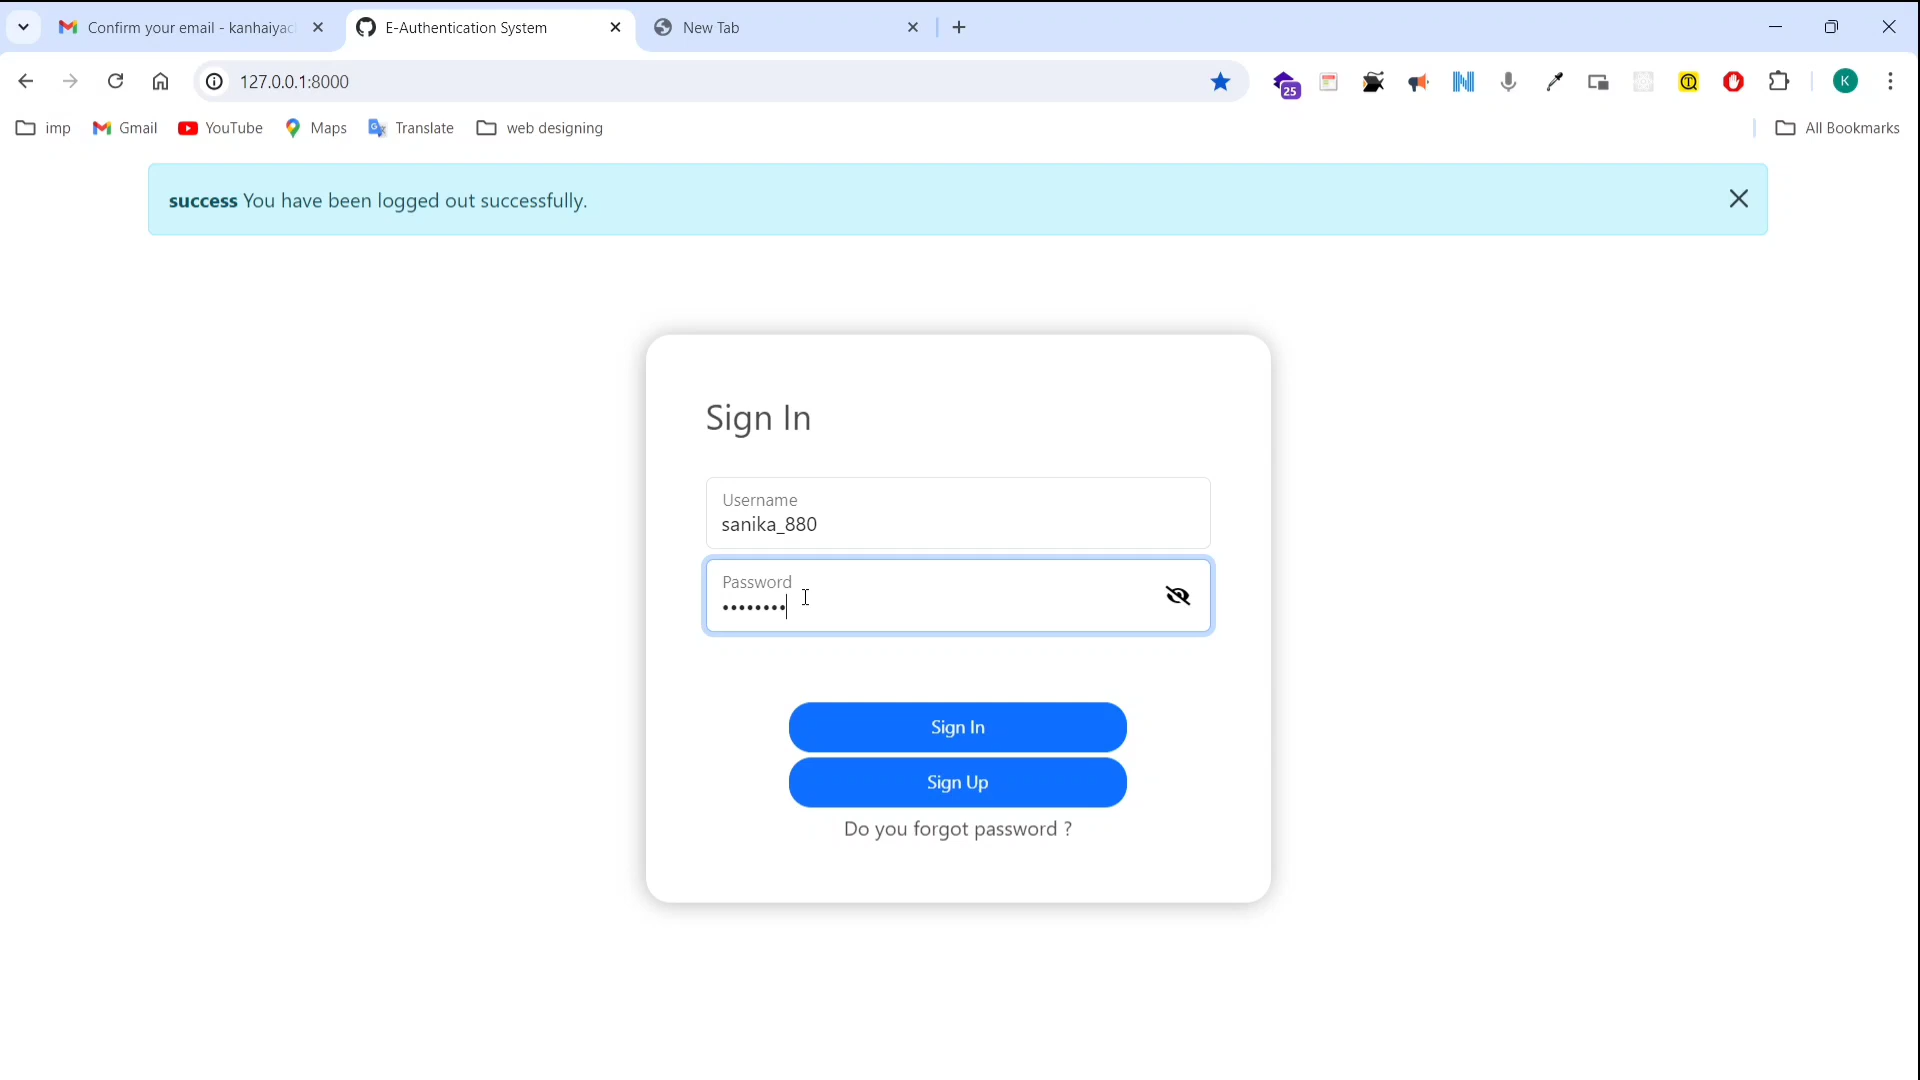 Confirm your email - kanhaiyac
E-Authentication System
New Tab
127.0.0.1:8000
25
K
imp
Gmail
YouTube
Maps
Translate
web designing
All Bookmarks
success You have been logged out successfully.
Sign In
Username
sanika_880
Password
••••••••
Sign In
Sign Up
Do you forgot password ?